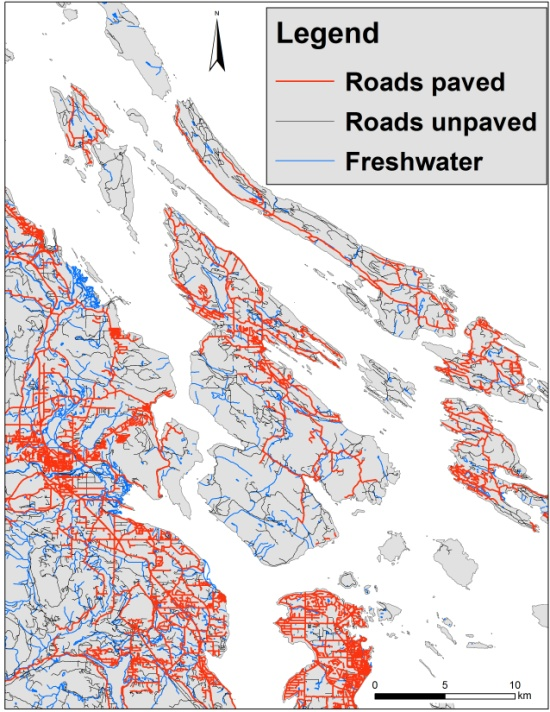 N
Legend
Roads paved
Roads unpaved
Freshwater
0 5 10
km